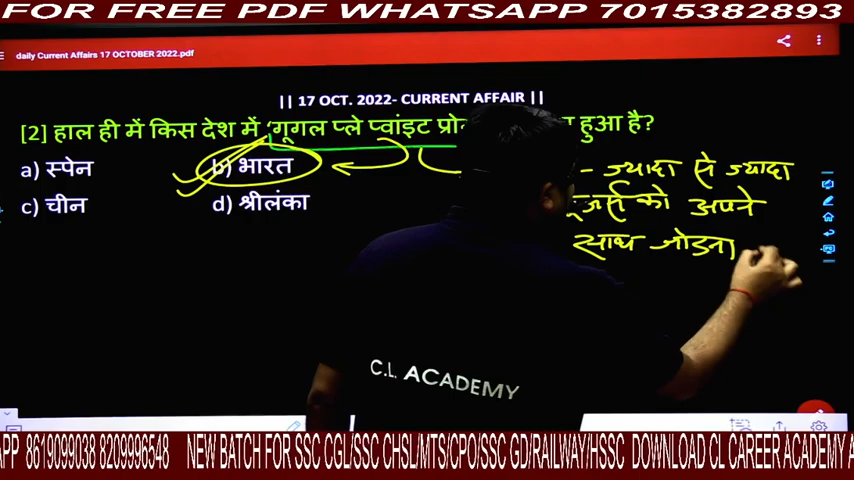 FOR FREE PDF WHATSAPP 7015382893
daily Current Affairs 17 OCTOBER 2022.pdf
|| 17 OCT. 2022- CURRENT AFFAIR ||
[2] हाल ही में किस देश में 'गूगल प्ले प्वांइट हुआ है?
a) स्पेन b) भारत
- ज्यादा से ज्यादा
c) चीन d) श्रीलंका
को अपने
साथ जोडना
C.L. ACADEMY
8619099038 8209996548 NEW BATCH FOR SSC CGL/SSC CHSL/MTS/CPO/SSC GD/RAILWAY/HSSC DOWNLOAD CL CAREER ACADEMY